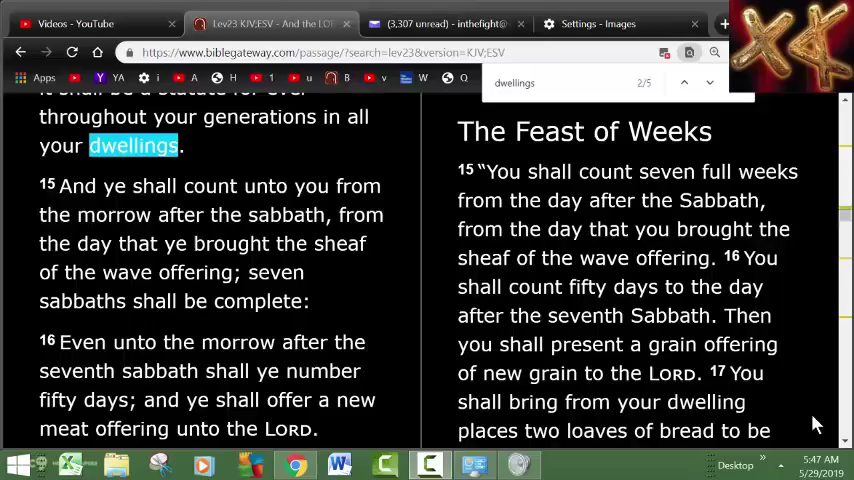 Videos - YouTube
Lev23 KJV;ESV - And the LOR
(3,307 unread) - inthefight@
Settings - Images
https://www.biblegateway.com/passage/?search=lev23&version=KJV;ESV
Apps
YA
i
A
H
1
u
B
v
W
Q
dwellings 2/5
it shall be a statute for ever
throughout your generations in all
your dwellings.
15 And ye shall count unto you from
the morrow after the sabbath, from
the day that ye brought the sheaf
of the wave offering; seven
sabbaths shall be complete:
16 Even unto the morrow after the
seventh sabbath shall ye number
fifty days; and ye shall offer a new
meat offering unto the LORD.
The Feast of Weeks
15 “You shall count seven full weeks
from the day after the Sabbath,
from the day that you brought the
sheaf of the wave offering. 16 You
shall count fifty days to the day
after the seventh Sabbath. Then
you shall present a grain offering
of new grain to the LORD. 17 You
shall bring from your dwelling
places two loaves of bread to be
Desktop
5:47 AM
5/29/2019